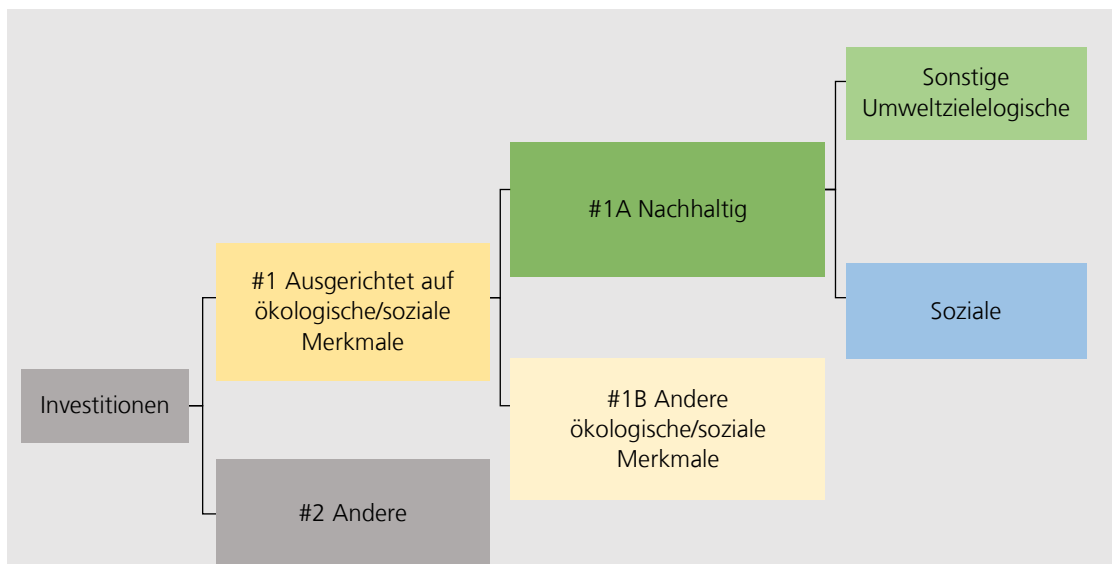 Sonstige
Umweltzielelogische
#1A Nachhaltig
#1 Ausgerichtet auf
ökologische/soziale
Merkmale
Soziale
Investitionen
#1B Andere
ökologische/soziale
Merkmale
#2 Andere